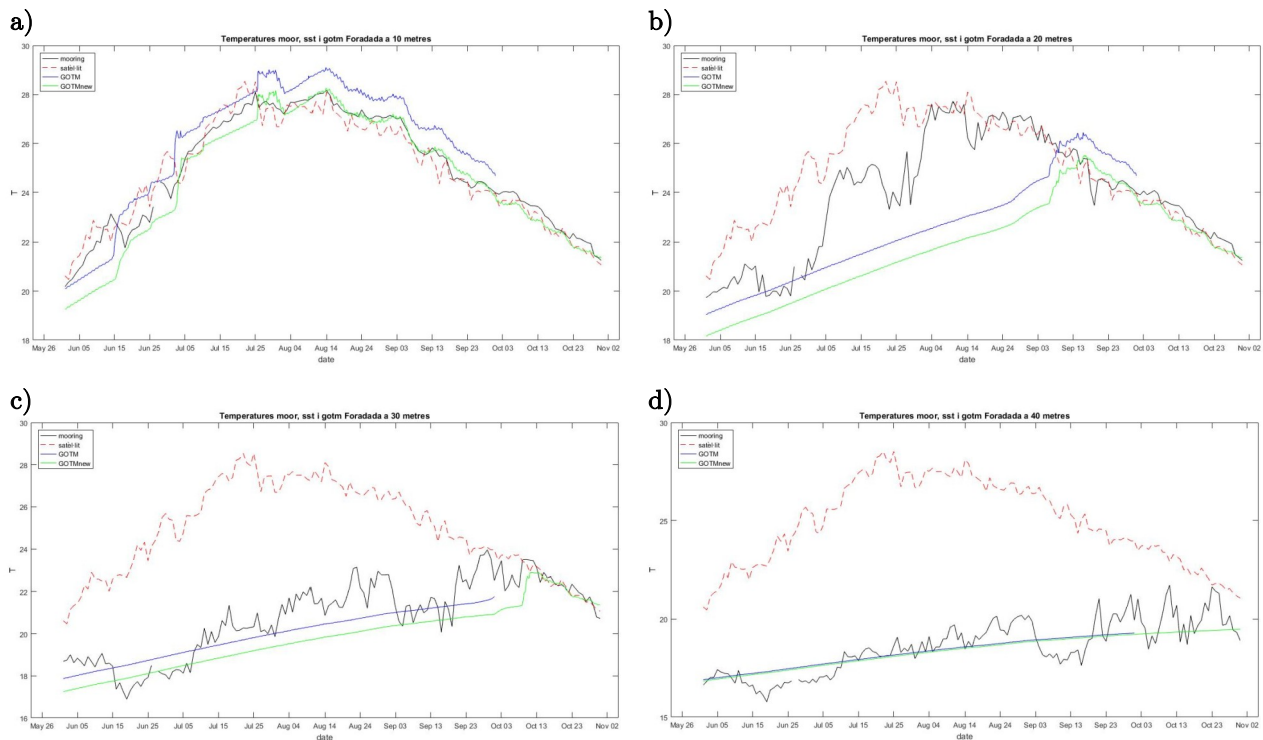 a)
Temperatures moor, sst i gotm Foradada a 10 metres
mooring
satèl·lit
GOTM
GOTMnew
T
30
28
26
24
22
20
18
May 26 Jun 05 Jun 15 Jun 25 Jul 05 Jul 15 Jul 25 Aug 04 Aug 14 Aug 24 Sep 03 Sep 13 Sep 23 Oct 03 Oct 13 Oct 23 Nov 02
date
b)
Temperatures moor, sst i gotm Foradada a 20 metres
mooring
satèl·lit
GOTM
GOTMnew
T
30
28
26
24
22
20
18
May 26 Jun 05 Jun 15 Jun 25 Jul 05 Jul 15 Jul 25 Aug 04 Aug 14 Aug 24 Sep 03 Sep 13 Sep 23 Oct 03 Oct 13 Oct 23 Nov 02
date
c)
Temperatures moor, sst i gotm Foradada a 30 metres
mooring
satèl·lit
GOTM
GOTMnew
T
30
28
26
24
22
20
18
16
May 26 Jun 05 Jun 15 Jun 25 Jul 05 Jul 15 Jul 25 Aug 04 Aug 14 Aug 24 Sep 03 Sep 13 Sep 23 Oct 03 Oct 13 Oct 23 Nov 02
date
d)
Temperatures moor, sst i gotm Foradada a 40 metres
mooring
satèl·lit
GOTM
GOTMnew
T
30
25
20
15
May 26 Jun 05 Jun 15 Jun 25 Jul 05 Jul 15 Jul 25 Aug 04 Aug 14 Aug 24 Sep 03 Sep 13 Sep 23 Oct 03 Oct 13 Oct 23 Nov 02
date